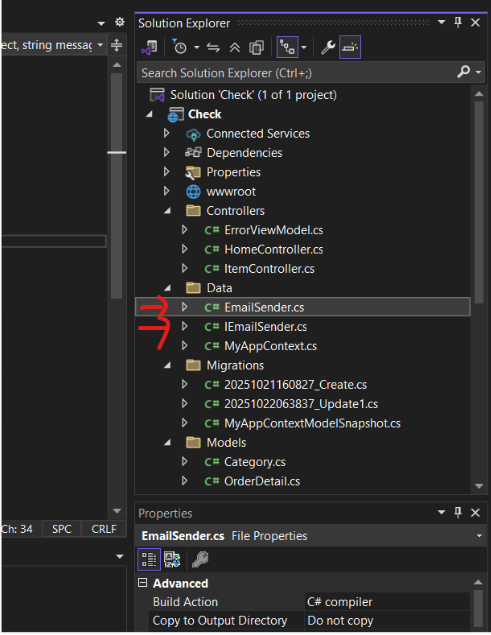 Solution Explorer
ect, string messag
Search Solution Explorer (Ctrl+;)
Solution 'Check' (1 of 1 project)
Check
Connected Services
Dependencies
Properties
wwwroot
Controllers
C# ErrorViewModel.cs
C# HomeController.cs
C# ItemController.cs
Data
C# EmailSender.cs
C# IEmailSender.cs
C# MyAppContext.cs
Migrations
C# 20251021160827_Create.cs
C# 20251022063837_Update1.cs
C# MyAppContextModelSnapshot.cs
Models
C# Category.cs
C# OrderDetail.cs
Properties
Ch: 34 SPC CRLF
EmailSender.cs File Properties
Advanced
Build Action C# compiler
Copy to Output Directory Do not copy